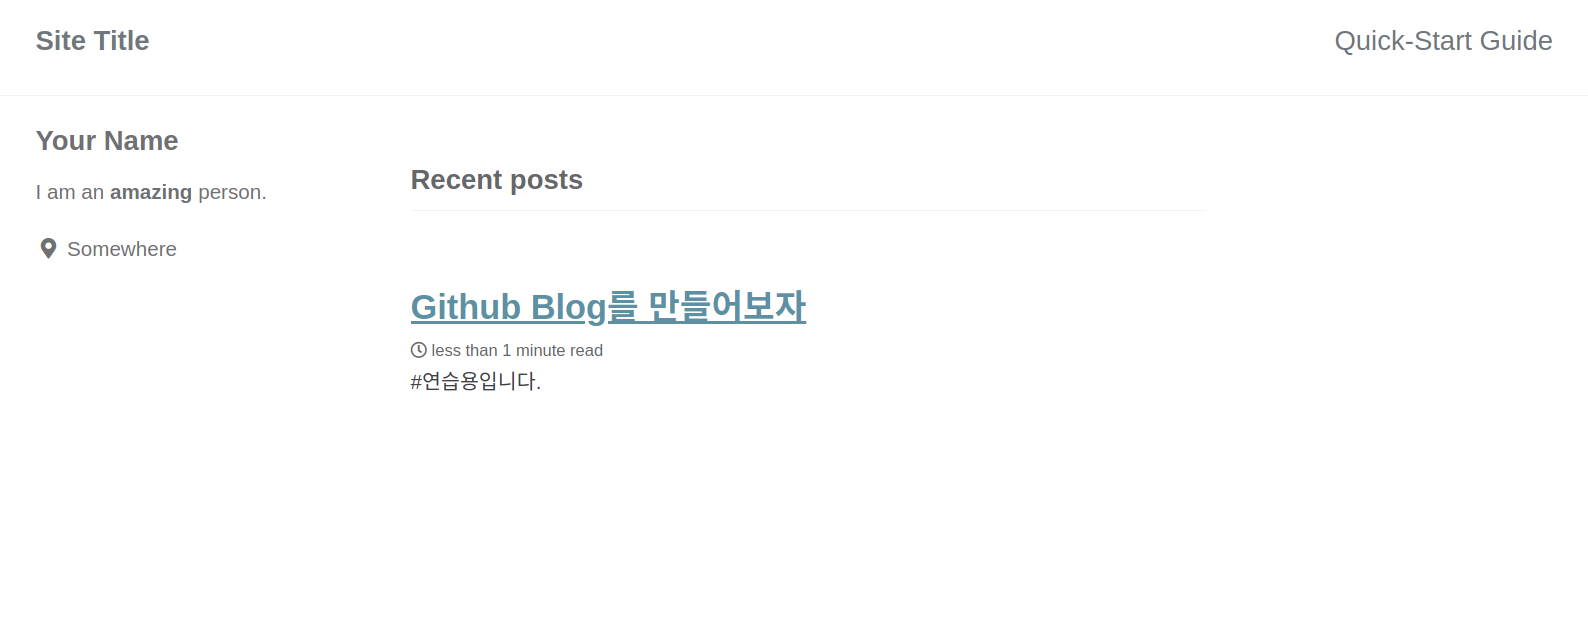 Site Title
Quick-Start Guide
Your Name
I am an amazing person.
Somewhere
Recent posts
Github Blog를 만들어보자
less than 1 minute read
#연습용입니다.